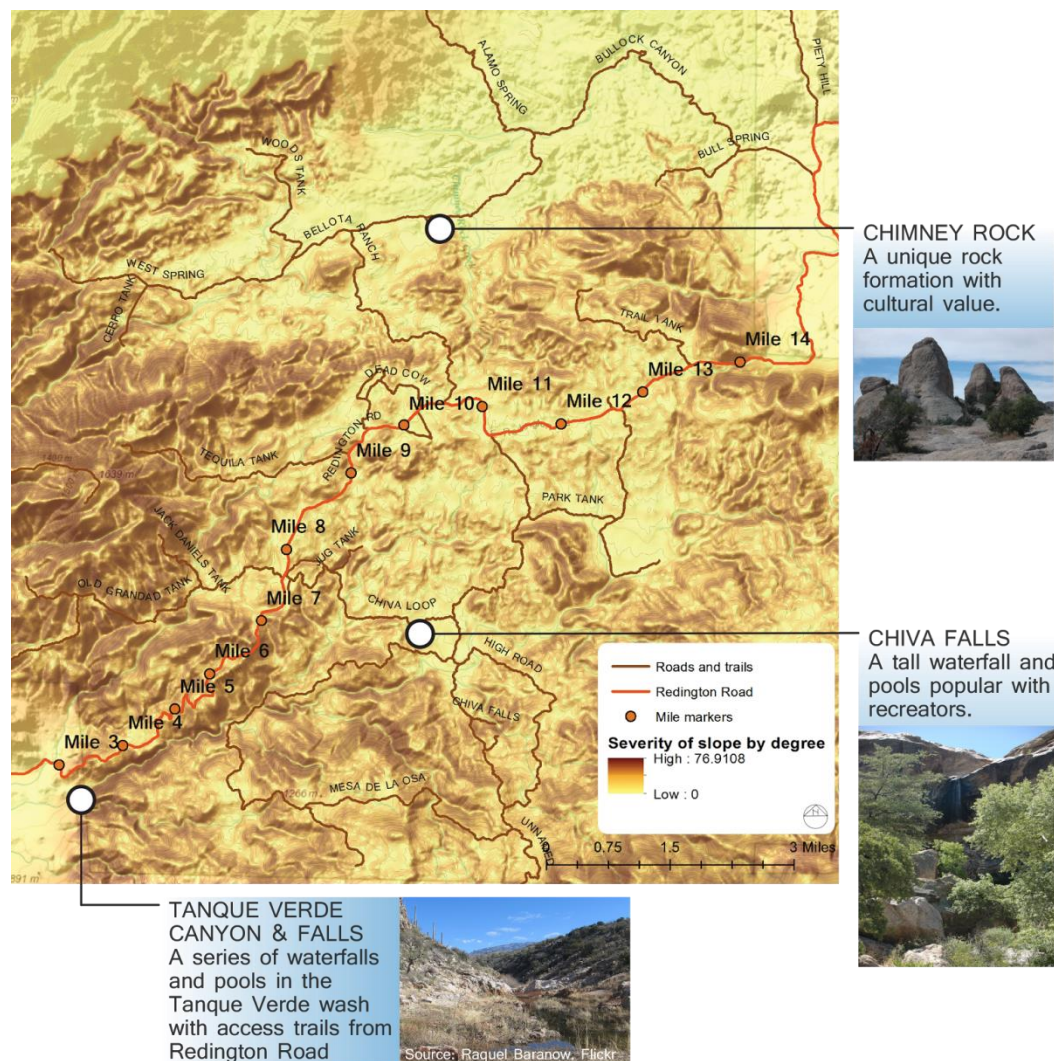 ALAMO SPRING
BULLOCK CANYON
PIETY HILL
BULL SPRING
WOODS TANK
BELLOTA RANCH
WEST SPRING
CERRO TANK
CHIMNEY ROCK
A unique rock
formation with
cultural value.
TRAIL TANK
Mile 14
Mile 13
DEAD COW
Mile 11
Mile 12
Mile 10
REDINGTON RD
Mile 9
TEQUILA TANK
1639 m
PARK TANK
JACK DANIELS TANK
Mile 8
JUG TANK
OLD GRANDAD TANK
Mile 7
CHIVA LOOP
CHIVA FALLS
A tall waterfall and
pools popular with
recreators.
Mile 6
HIGH ROAD
Mile 5
CHIVA FALLS
Mile 4
Mile 3
MESA DE LA OSA
1266 m
UNNAMED
Roads and trails
Redington Road
Mile markers
Severity of slope by degree
High : 76.9108
Low : 0
N
0 0.75 1.5 3 Miles
891 m
TANQUE VERDE
CANYON & FALLS
A series of waterfalls
and pools in the
Tanque Verde wash
with access trails from
Redington Road
Source: Raquel Baranow, Flickr